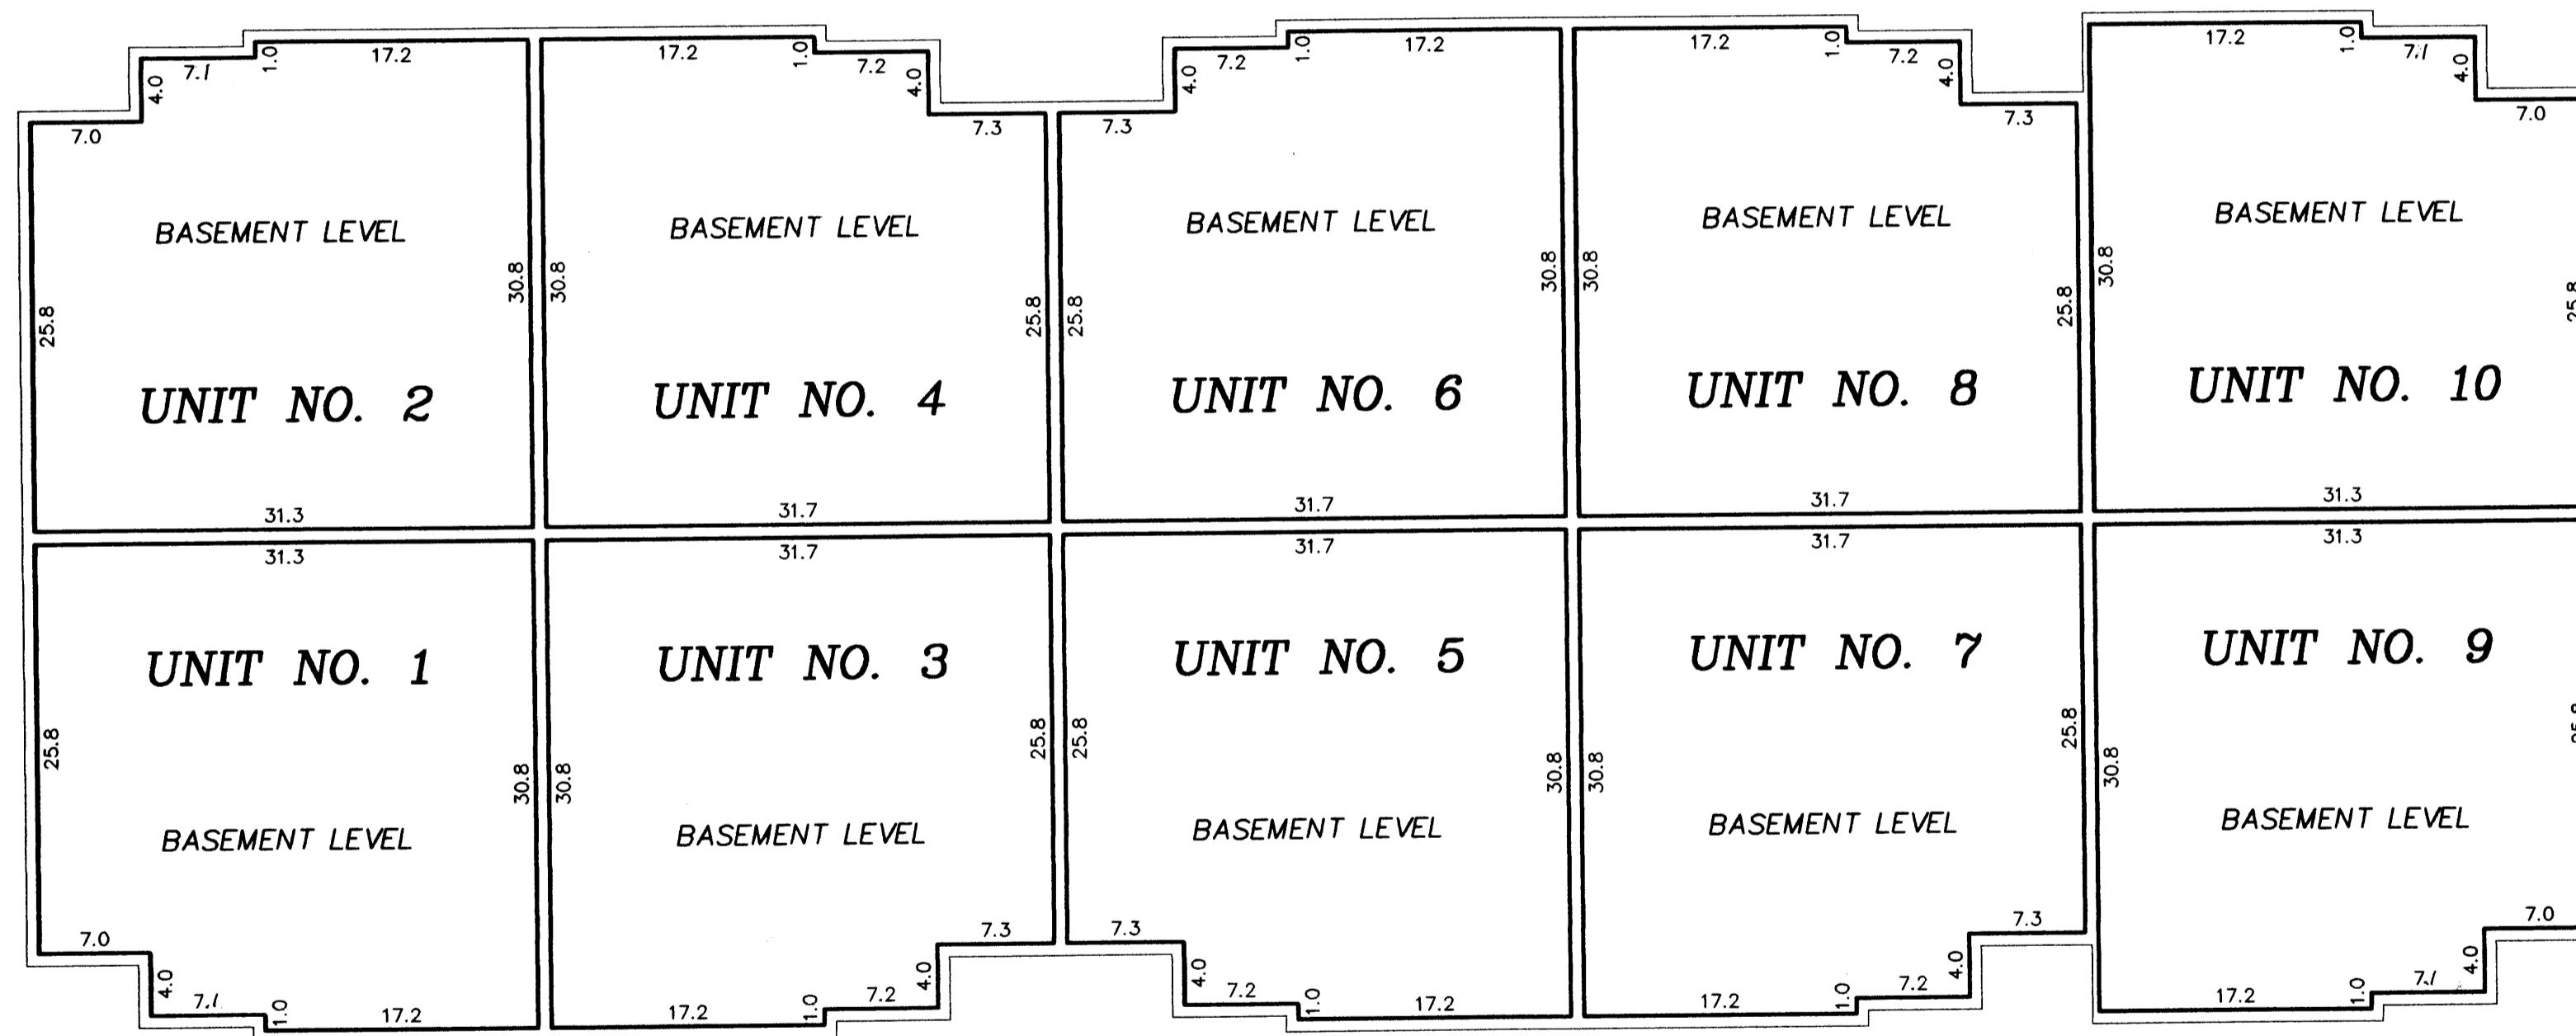 17.2 1.0 7.1
7.1 1.0 17.2 17.2 1.0 7.2 7.2 1.0 17.2 17.2 1.0 7.2
4.0 4.0 4.0 4.0 4.0
7.0 7.3 7.3 7.3 7.0
BASEMENT LEVEL BASEMENT LEVEL BASEMENT LEVEL BASEMENT LEVEL BASEMENT LEVEL
25.8 30.8 30.8 25.8 25.8 30.8 30.8 25.8 30.8 25.8
UNIT NO. 2 UNIT NO. 4 UNIT NO. 6 UNIT NO. 8 UNIT NO. 10
31.3 31.7 31.7 31.7 31.3
31.3 31.7 31.7 31.7 31.3
UNIT NO. 1 UNIT NO. 3 UNIT NO. 5 UNIT NO. 7 UNIT NO. 9
25.8 30.8 30.8 25.8 25.8 30.8 30.8 25.8 30.8
BASEMENT LEVEL BASEMENT LEVEL BASEMENT LEVEL BASEMENT LEVEL BASEMENT LEVEL
7.0 7.3 7.3 7.3 7.0
4.0 4.0 4.0 4.0 4.0
7.1 1.0 17.2 17.2 1.0 7.2 7.2 1.0 17.2 17.2 1.0 7.2 17.2 1.0 7.1